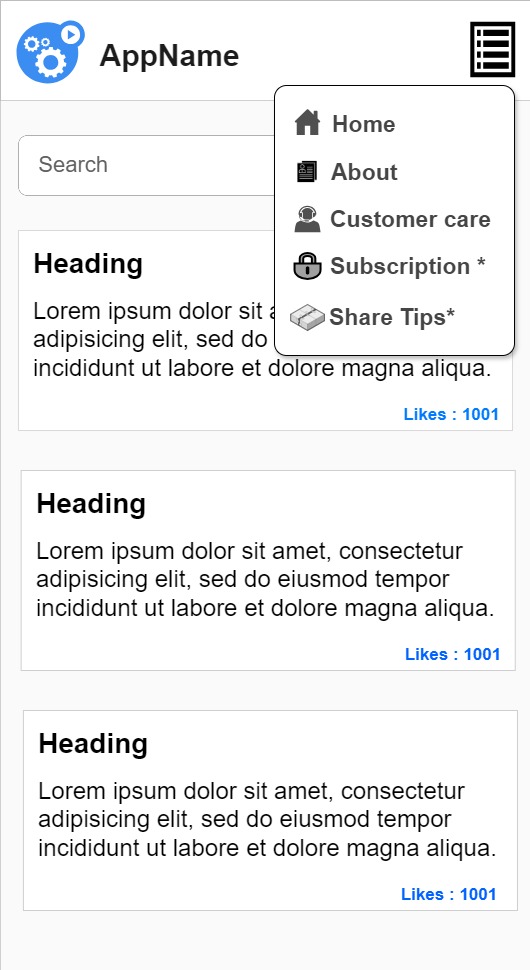 AppName
Home
About
Customer care
Subscription *
Share Tips*
Search
Heading
Lorem ipsum dolor sit
adipisicing elit, sed do
incididunt ut labore et dolore magna aliqua.
Likes : 1001
Heading
Lorem ipsum dolor sit amet, consectetur
adipisicing elit, sed do eiusmod tempor
incididunt ut labore et dolore magna aliqua.
Likes : 1001
Heading
Lorem ipsum dolor sit amet, consectetur
adipisicing elit, sed do eiusmod tempor
incididunt ut labore et dolore magna aliqua.
Likes : 1001